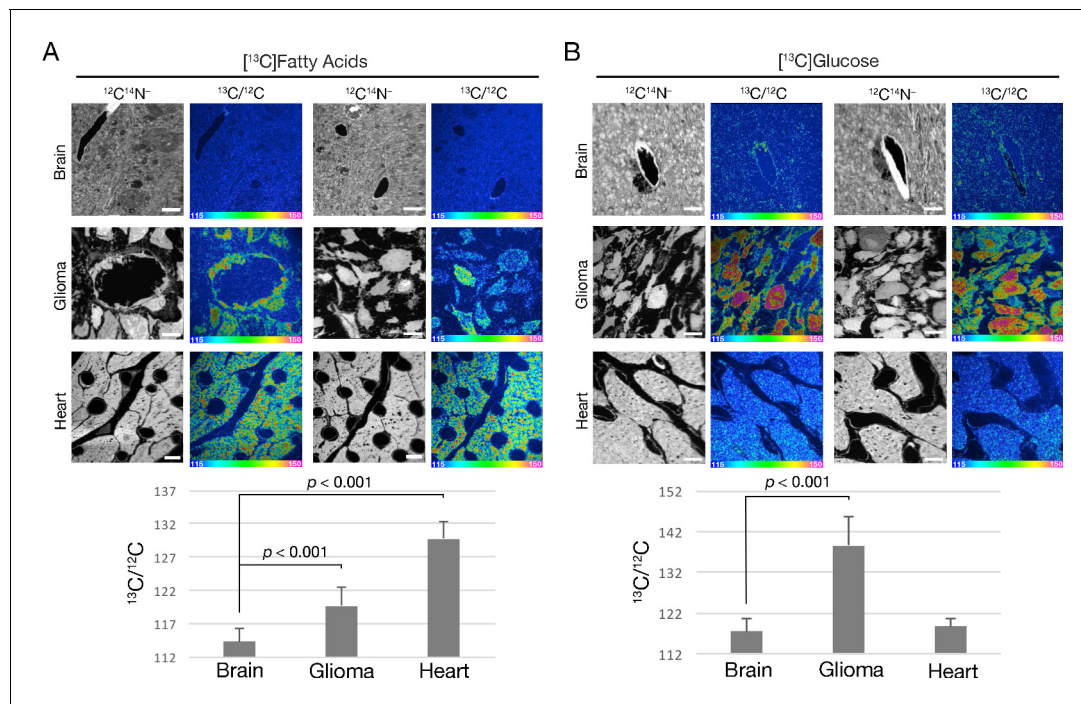 A
[¹³C]Fatty Acids
¹²C¹⁴N⁻ ¹³C/¹²C ¹²C¹⁴N⁻ ¹³C/¹²C
Brain
115 150 115 150
Glioma
115 150 115 150
Heart
115 150 115 150
137
132
127
122
117
112
¹³C/¹²C
p < 0.001
p < 0.001
Brain Glioma Heart
B
[¹³C]Glucose
¹²C¹⁴N⁻ ¹³C/¹²C ¹²C¹⁴N⁻ ¹³C/¹²C
Brain
115 150 115 150
Glioma
115 150 115 150
Heart
115 150 115 150
152
142
132
122
112
¹³C/¹²C
p < 0.001
Brain Glioma Heart